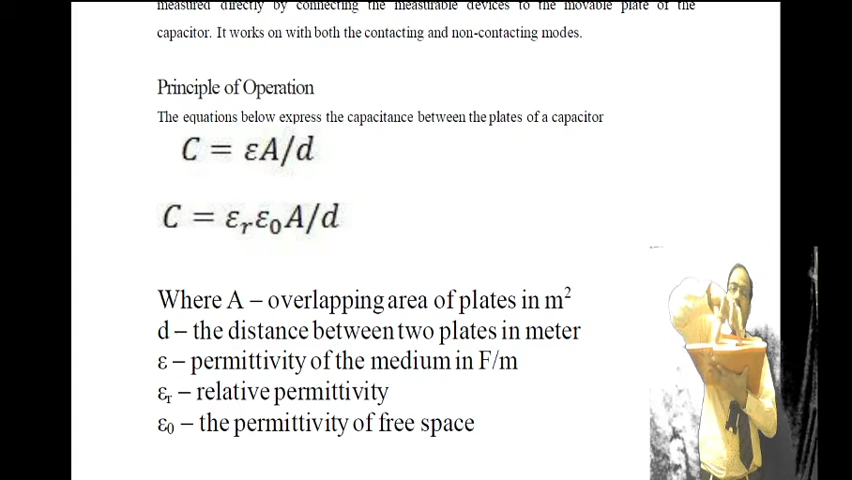 measured directly by connecting the measurable devices to the movable plate of the
capacitor. It works on with both the contacting and non-contacting modes.
Principle of Operation
The equations below express the capacitance between the plates of a capacitor
C = εA/d
C = εᵣε₀A/d
Where A – overlapping area of plates in m²
d – the distance between two plates in meter
ε – permittivity of the medium in F/m
εᵣ – relative permittivity
ε₀ – the permittivity of free space